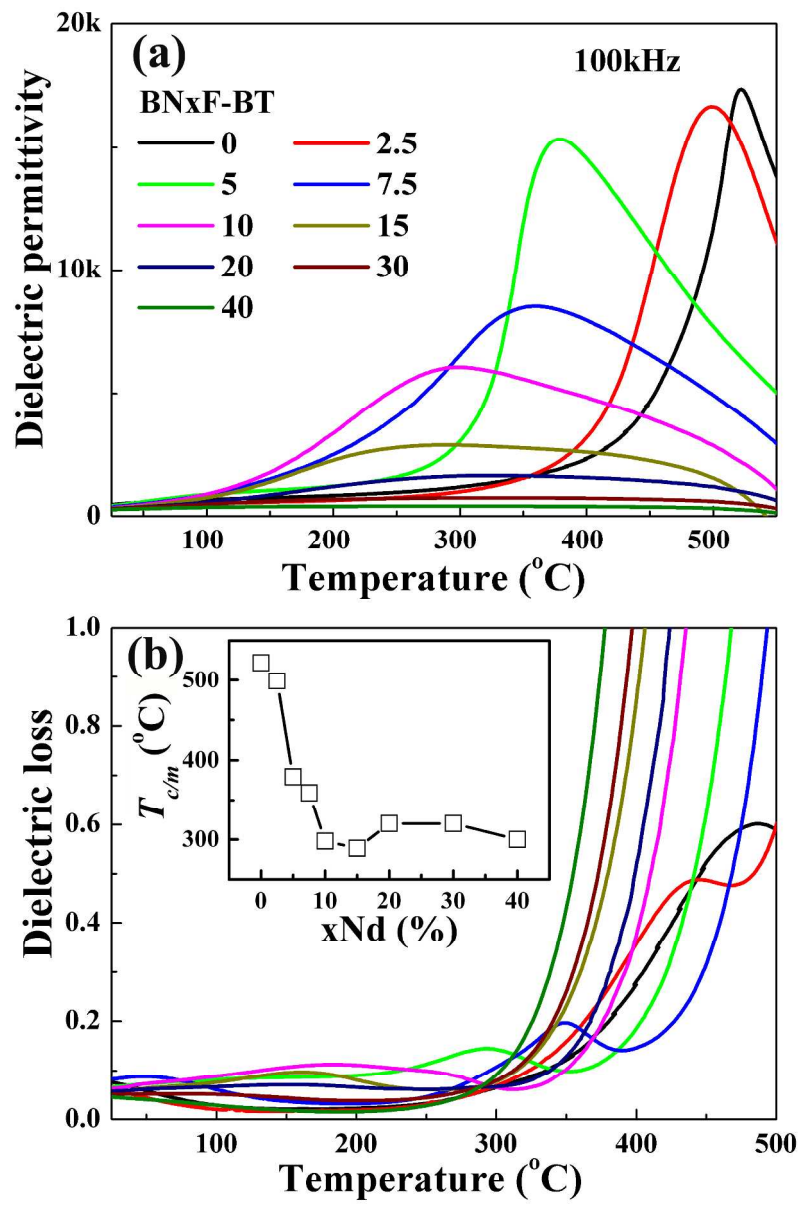 20k
(a)
100kHz
BNxF-BT
0 2.5
5 7.5
10 15
20 30
40
10k
0
Dielectric permittivity
100 200 300 400 500
Temperature (°C)
1.0
(b)
0.8
0.6
0.4
0.2
0.0
Dielectric loss
500
400
300
T c/m (°C)
0 10 20 30 40
xNd (%)
100 200 300 350 400 450 500
Temperature (°C)